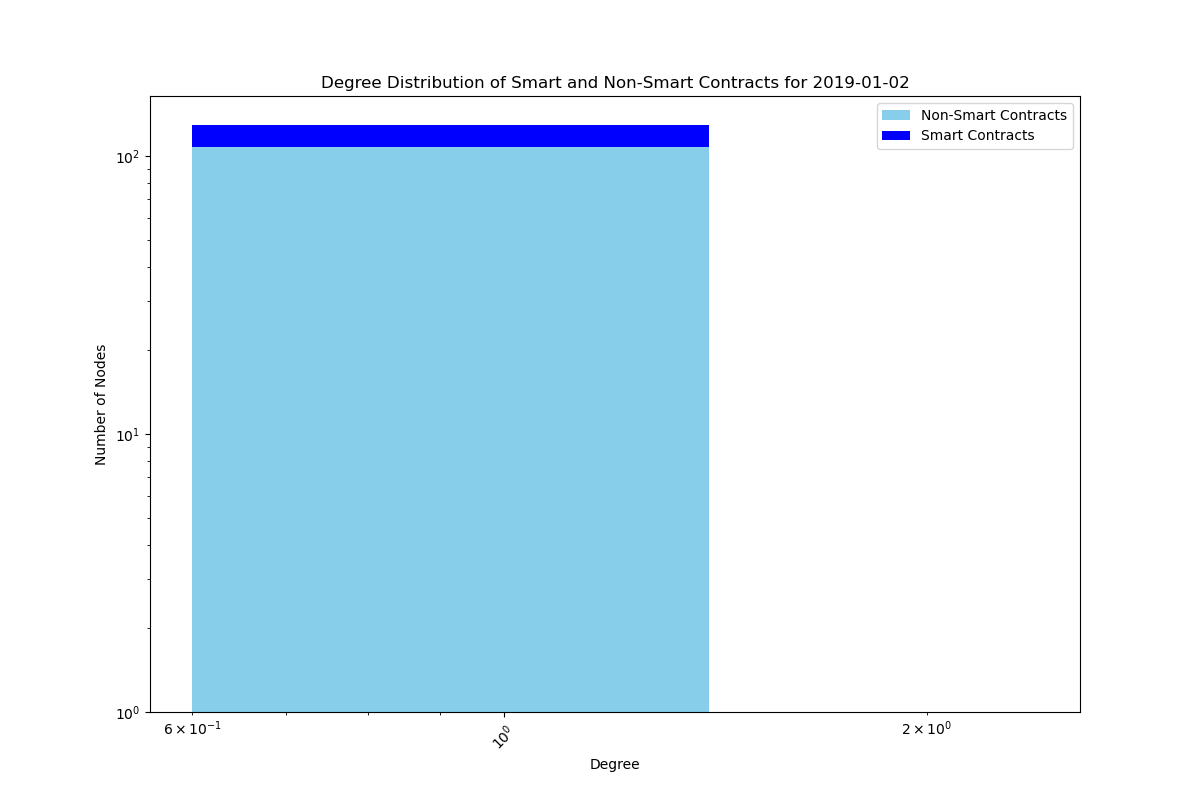 Degree Distribution of Smart and Non-Smart Contracts for 2019-01-02
Non-Smart Contracts
Smart Contracts
10²
10¹
10⁰
Number of Nodes
6 × 10⁻¹
10⁰
2 × 10⁰
Degree